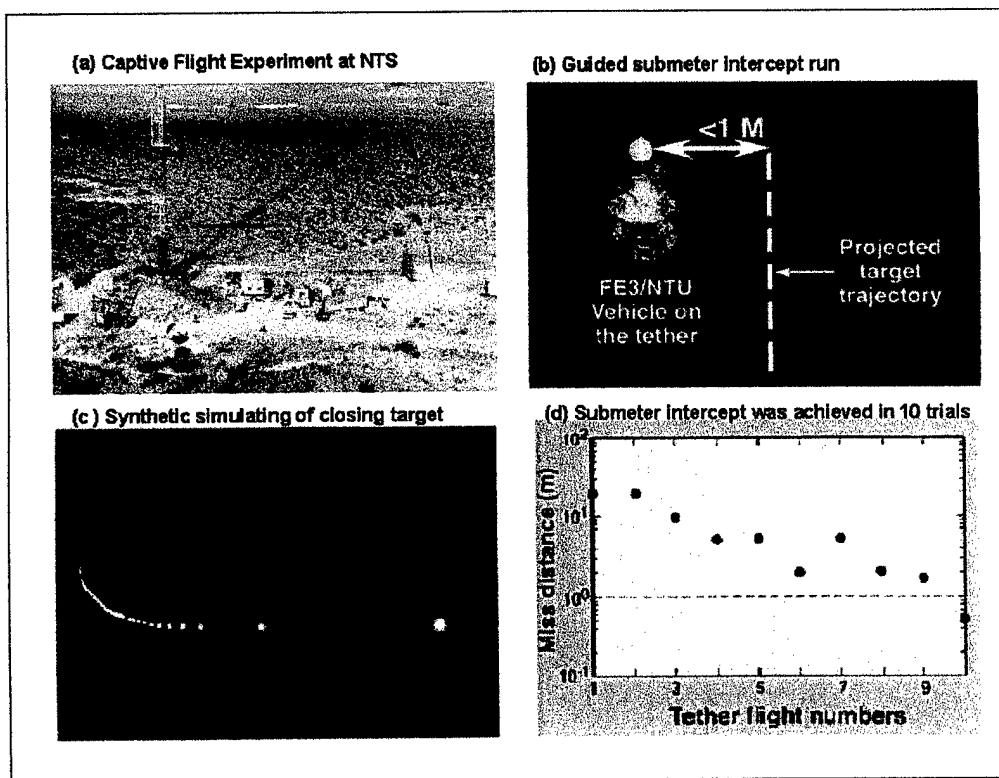 (a) Captive Flight Experiment at NTS
(b) Guided submeter intercept run
<1 M
FE3/NTU
Vehicle on
the tether
Projected
target
trajectory
(c ) Synthetic simulating of closing target
(d) Submeter intercept was achieved in 10 trials
Miss distance (m)
10²
10¹
10⁰
10⁻¹
1
3
5
7
9
Tether flight numbers